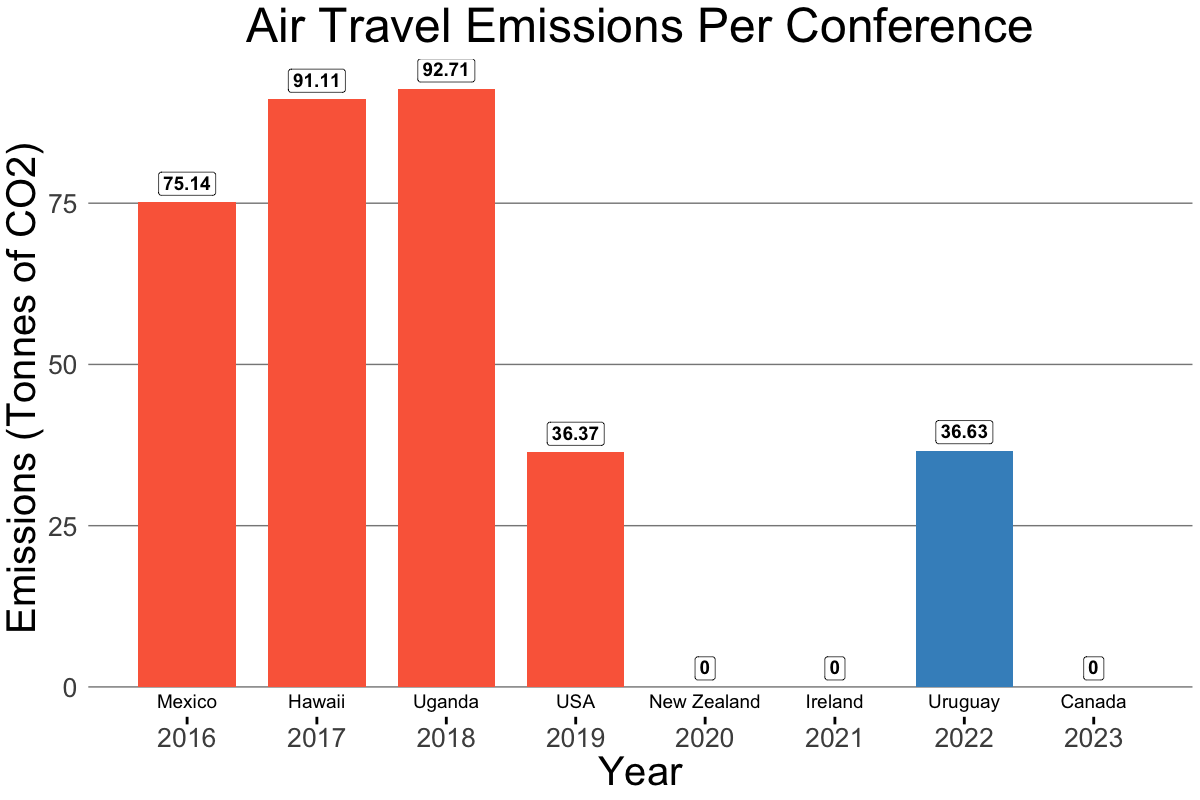 Air Travel Emissions Per Conference
Emissions (Tonnes of CO2)
75
50
25
0
75.14
91.11
92.71
36.37
0
0
36.63
0
Mexico Hawaii Uganda USA New Zealand Ireland Uruguay Canada
2016 2017 2018 2019 2020 2021 2022 2023
Year